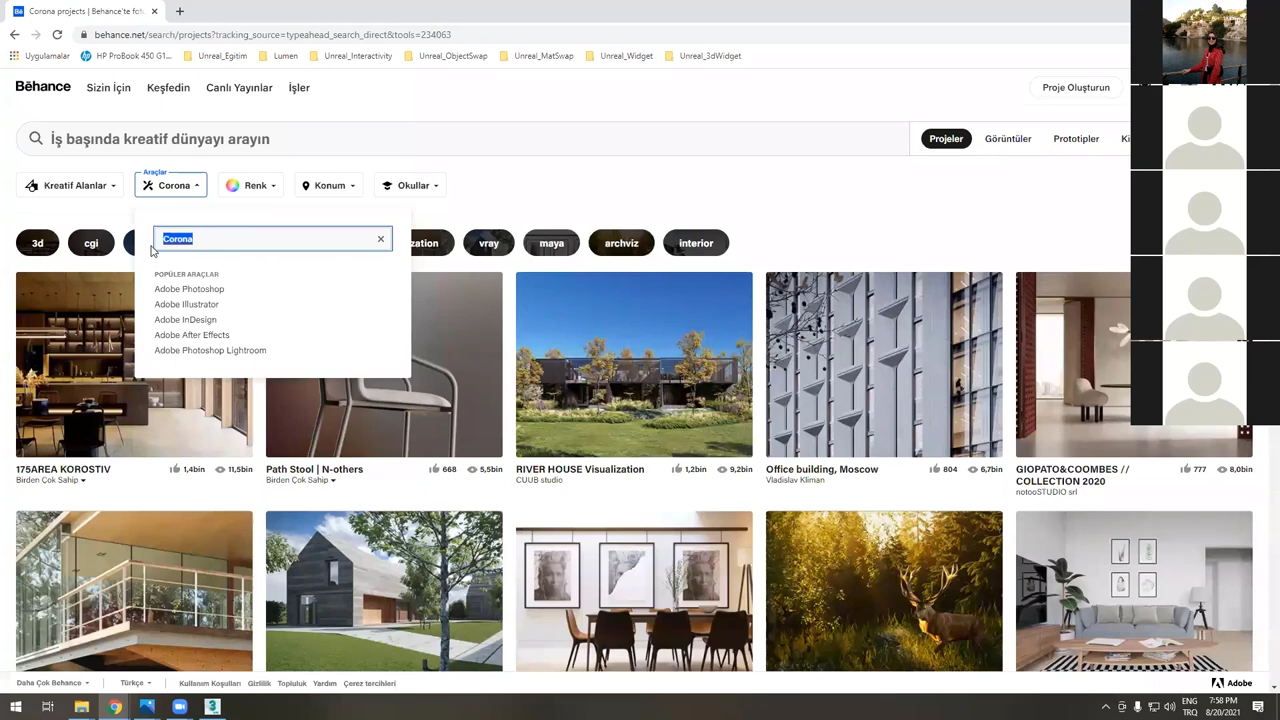 Corona projects | Behance'te fot
behance.net/search/projects?tracking_source=typeahead_search_direct&tools=234063
Uygulamalar
HP ProBook 450 G1...
Unreal_Egitim
Lumen
Unreal_Interactivity
Unreal_ObjectSwap
Unreal_MatSwap
Unreal_Widget
Unreal_3dWidget
Bēhance
Sizin İçin
Keşfedin
Canlı Yayınlar
İşler
Proje Oluşturun
İş başında kreatif dünyayı arayın
Projeler
Görüntüler
Prototipler
Ki
Kreatif Alanlar
Araçlar
Corona
Renk
Konum
Okullar
3d
cgi
zation
vray
maya
archviz
interior
Corona
POPÜLER ARAÇLAR
Adobe Photoshop
Adobe Illustrator
Adobe InDesign
Adobe After Effects
Adobe Photoshop Lightroom
175AREA KOROSTIV
1,4bin
11,5bin
Birden Çok Sahip
Path Stool | N-others
668
5,5bin
Birden Çok Sahip
RIVER HOUSE Visualization
1,2bin
9,2bin
CUUB studio
Office building, Moscow
804
6,7bin
Vladislav Kliman
GIOPATO&COOMBES //
COLLECTION 2020
777
8,0bin
notooSTUDIO srl
Daha Çok Behance
Türkçe
Kullanım Koşulları
Gizlilik
Topluluk
Yardım
Çerez tercihleri
Adobe
ENG
TRQ
7:58 PM
8/20/2021